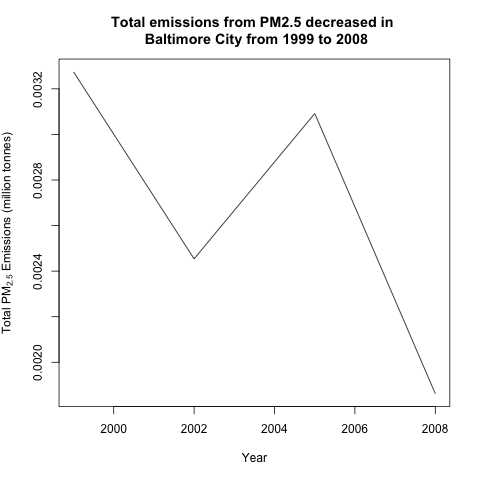 Total emissions from PM2.5 decreased in
Baltimore City from 1999 to 2008
Total PM2.5 Emissions (million tonnes)
0.0032
0.0028
0.0024
0.0020
2000 2002 2004 2006 2008
Year